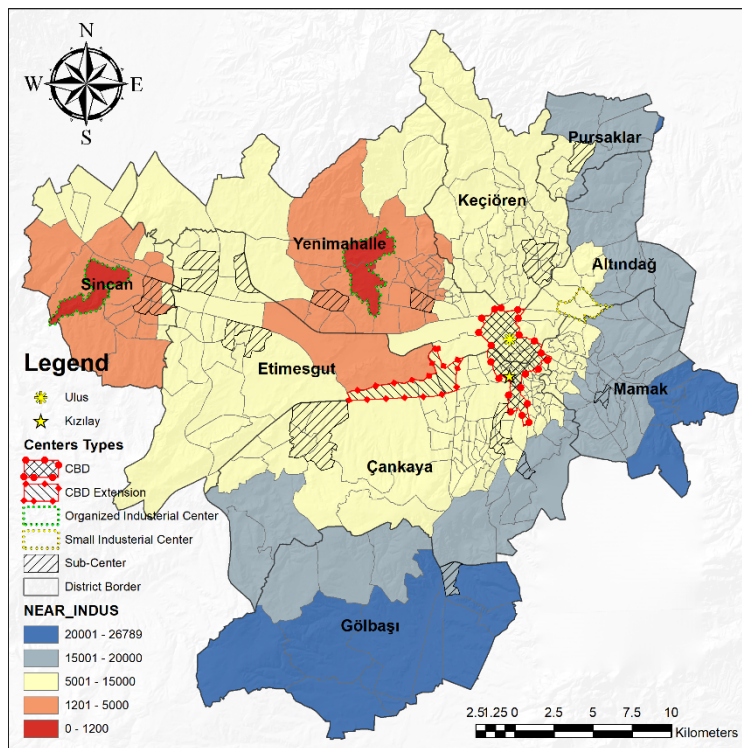 N
W
E
S
Pursaklar
Keçiören
Yenimahalle
Altındağ
Sincan
Etimesgut
Mamak
Çankaya
Gölbaşı
Legend
Ulus
Kızılay
Centers Types
CBD
CBD Extension
Organized Industerial Center
Small Industerial Center
Sub-Center
District Border
NEAR_INDUS
20001 - 26789
15001 - 20000
5001 - 15000
1201 - 5000
0 - 1200
2.51.25 0 2.5 5 7.5 10
Kilometers